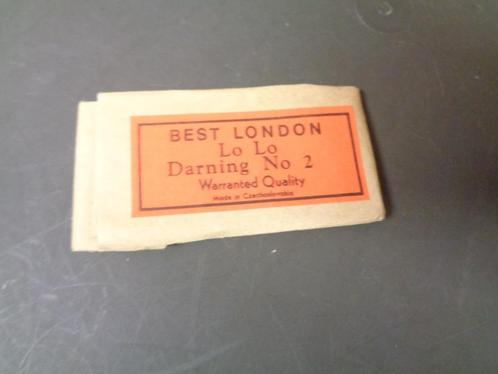 BEST LONDON
Lo Lo
Darning No 2
Warranted Quality
Made in Czechoslovakia